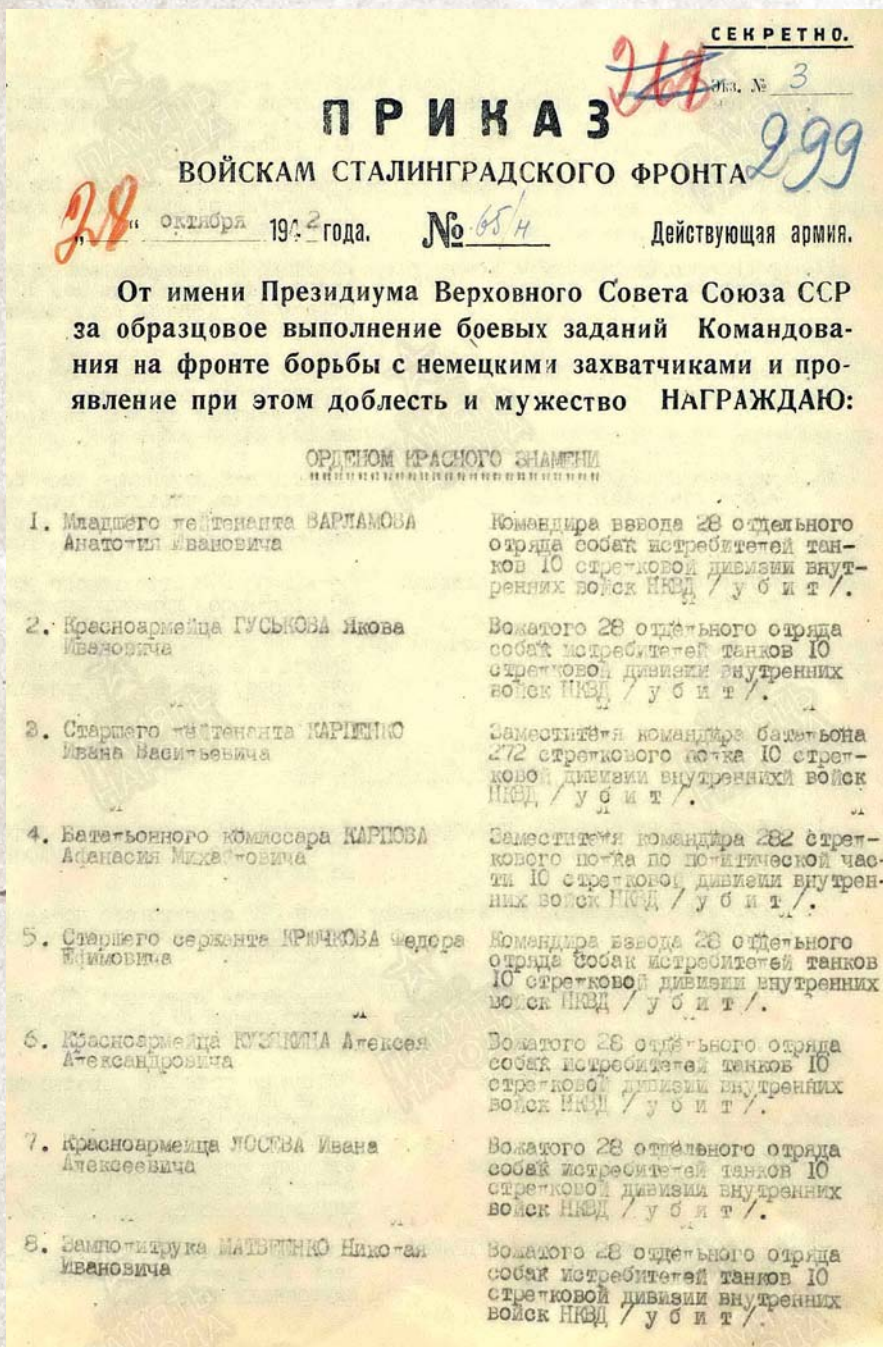 СЕКРЕТНО.
268
Экз. № 3
ПРИКАЗ
299
ВОЙСКАМ СТАЛИНГРАДСКОГО ФРОНТА
„28“ октября 1942 года. № 65/н Действующая армия.
От имени Президиума Верховного Совета Союза ССР
за образцовое выполнение боевых заданий Командова-
ния на фронте борьбы с немецкими захватчиками и про-
явление при этом доблесть и мужество НАГРАЖДАЮ:
ОРДЕНОМ КРАСНОГО ЗНАМЕНИ
1. Младшего лейтенанта ВАРЛАМОВА
Анатолия Ивановича
Командира взвода 28 отдельного
отряда собак истребителей тан-
ков 10 стрелковой дивизии внут-
ренних войск НКВД / у б и т /.
2. Красноармейца ГУСЬКОВА Якова
Ивановича
Вожатого 28 отдельного отряда
собак истребителей танков 10
стрелковой дивизии внутренних
войск НКВД / у б и т /.
3. Старшего лейтенанта КАРПЕНКО
Ивана Васильевича
Заместителя командира батальона
272 стрелкового полка 10 стрел-
ковой дивизии внутренних войск
НКВД / у б и т /.
4. Батальонного комиссара КАРПОВА
Афанасия Михайловича
Заместителя командира 282 стрел-
кового полка по политической час-
ти 10 стрелковой дивизии внутрен-
них войск НКВД / у б и т /.
5. Старшего сержанта КРЮЧКОВА Федора
Ефимовича
Командира взвода 28 отдельного
отряда собак истребителей танков
10 стрелковой дивизии внутренних
войск НКВД / у б и т /.
6. Красноармейца Алексея
Александровича
Вожатого 28 отдельного отряда
собак истребителей танков 10
стрелковой дивизии внутренних
войск НКВД / у б и т /.
7. Красноармейца ЛОСЕВА Ивана
Алексеевича
Вожатого 28 отдельного отряда
собак истребителей танков 10
стрелковой дивизии внутренних
войск НКВД / у б и т /.
8. Замполитрука МАТВЕЕНКО Николая
Ивановича
Вожатого 28 отдельного отряда
собак истребителей танков 10
стрелковой дивизии внутренних
войск НКВД / у б и т /.
ПАМЯТЬ НАРОДА